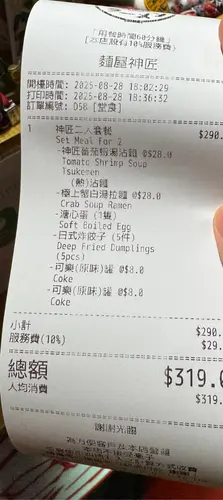 「用餐時間60分鐘」
(本店設有10%服務費)
麵屋神匠
開檯時間: 2025-08-28 18:02:29
打印時間: 2025-08-28 18:36:32
訂單編號: D58 [堂食]
1 神匠二人套餐 $290.
Set Meal For 2
-神匠蕃茄蝦湯沾麵 @$28.0
Tomato Shrimp Soup
Tsukemen
(熱)沾麵
-極上蟹白湯拉麵 @$28.0
Crab Soup Ramen
-溏心蛋 (1隻)
Soft Boiled Egg
-日式炸餃子 (5件)
Deep Fried Dumplings
(5pcs)
-可樂(原味)罐 @$8.0
Coke
-可樂(原味)罐 @$8.0
Coke
小計 $290.
服務費(10%) $29.
總額 $319.0
人均消費 $319.
謝謝光臨